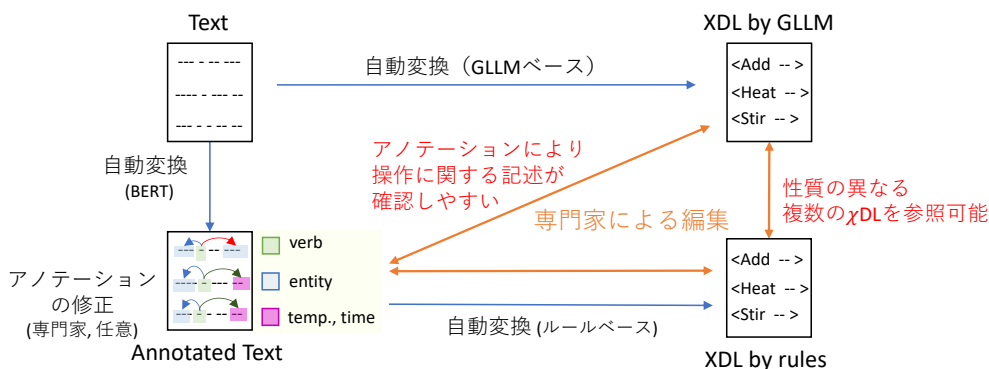 Text
--- - -- ---
---- - --- --
--- - - -- --
自動変換（GLLMベース）
XDL by GLLM
<Add -- >
<Heat -- >
<Stir -- >
自動変換
(BERT)
アノテーションにより
操作に関する記述が
確認しやすい
性質の異なる
複数のχDLを参照可能
専門家による編集
アノテーション
の修正
(専門家, 任意)
--- - -- ---
---- - --- --
--- - - -- --
Annotated Text
verb
entity
temp., time
自動変換 (ルールベース)
<Add -- >
<Heat -- >
<Stir -- >
XDL by rules